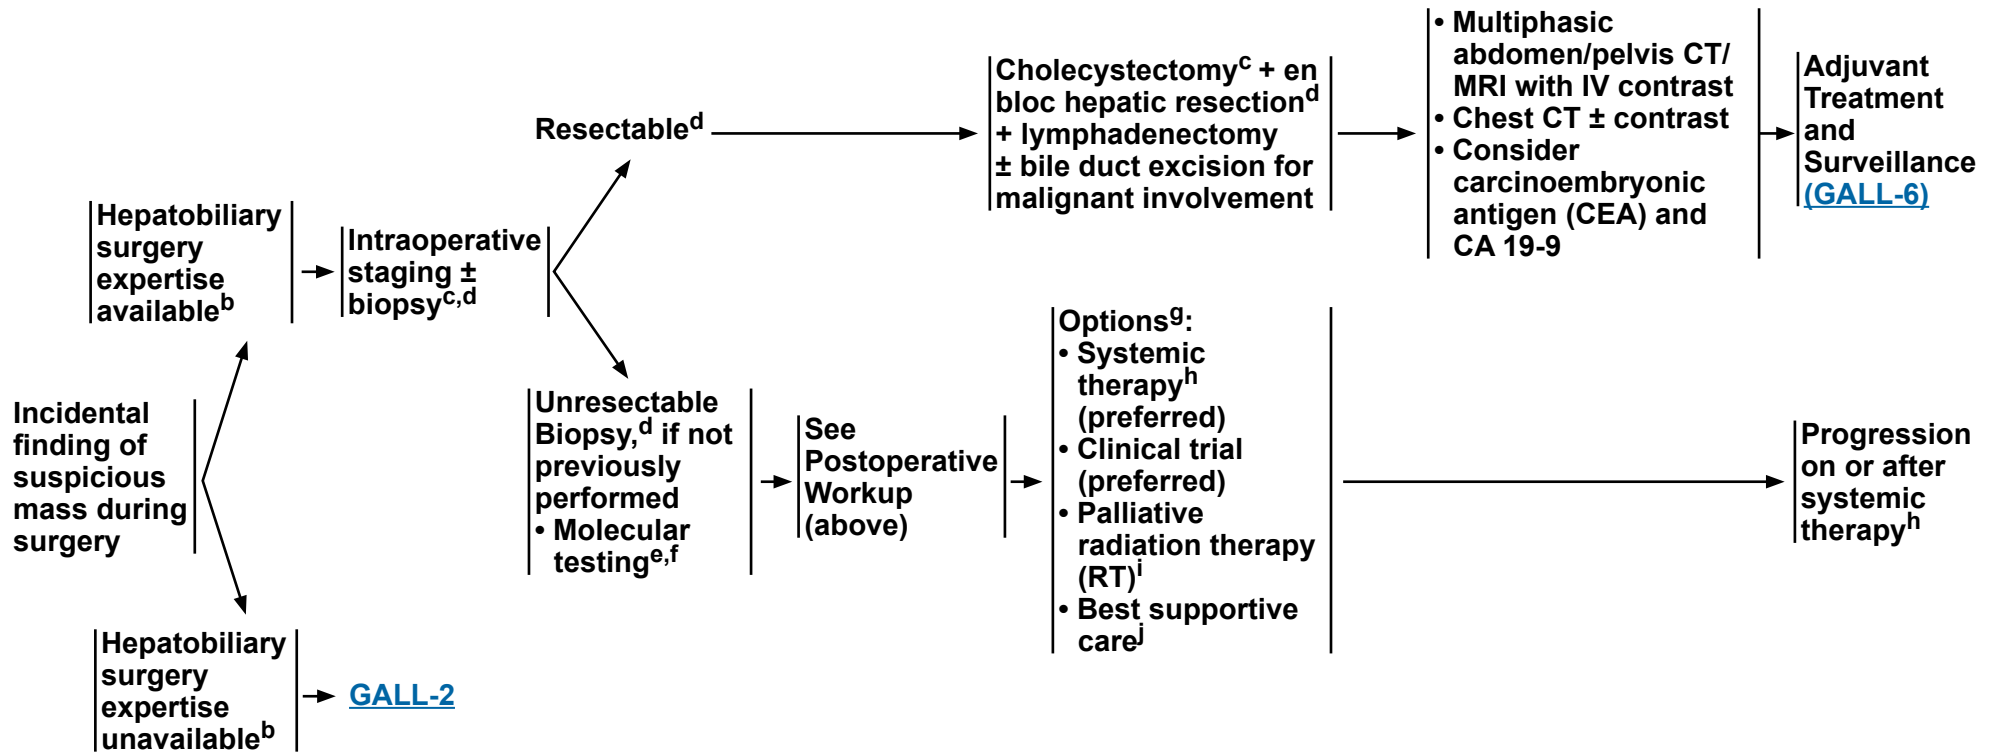 Incidental
finding of
suspicious
mass during
surgery
Hepatobiliary
surgery
expertise
available^b
Intraoperative
staging ±
biopsy^c,d
Resectable^d
Cholecystectomy^c + en
bloc hepatic resection^d
+ lymphadenectomy
± bile duct excision for
malignant involvement
• Multiphasic
abdomen/pelvis CT/
MRI with IV contrast
• Chest CT ± contrast
• Consider
carcinoembryonic
antigen (CEA) and
CA 19-9
Adjuvant
Treatment
and
Surveillance
(GALL-6)
Unresectable
Biopsy,^d if not
previously
performed
• Molecular
testing^e,f
See
Postoperative
Workup
(above)
Options^g:
• Systemic
therapy^h
(preferred)
• Clinical trial
(preferred)
• Palliative
radiation therapy
(RT)^i
• Best supportive
care^j
Progression
on or after
systemic
therapy^h
Hepatobiliary
surgery
expertise
unavailable^b
GALL-2